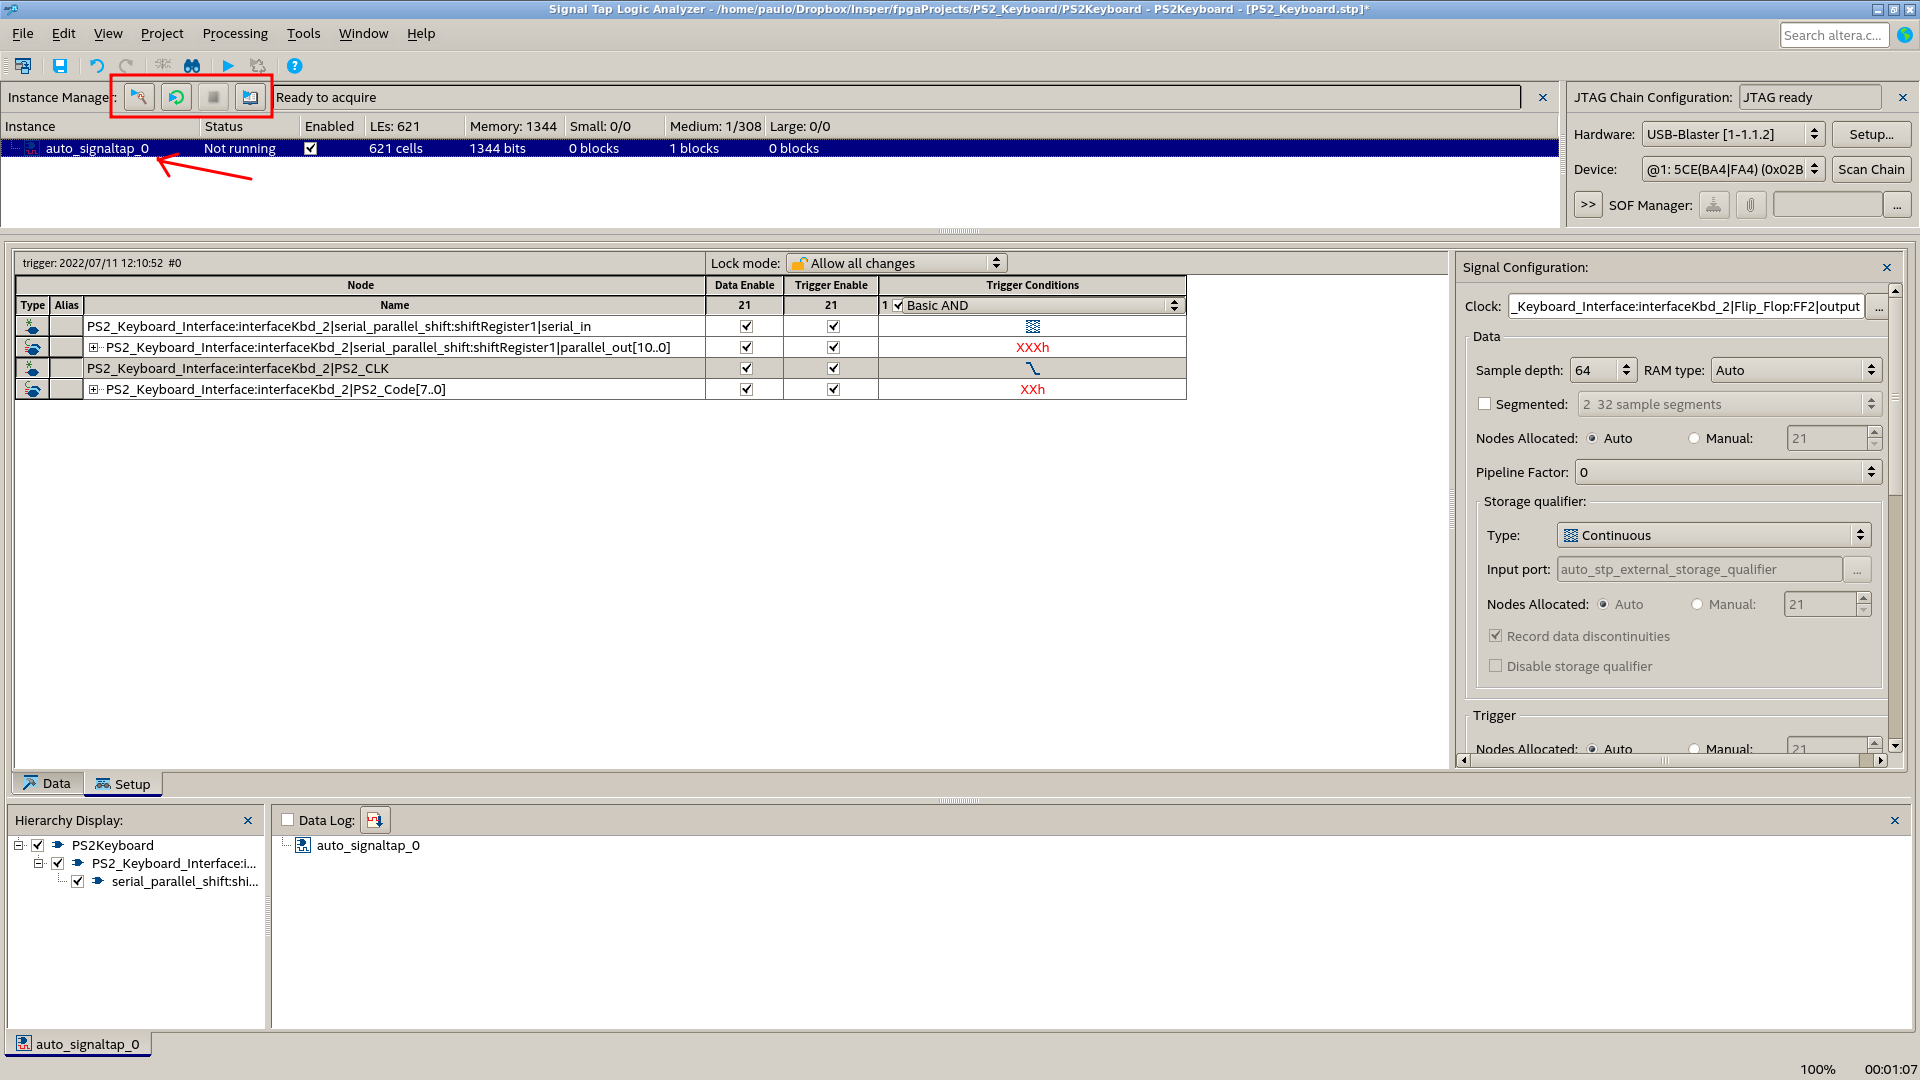 Signal Tap Logic Analyzer - /home/paulo/Dropbox/Insper/fpgaProjects/PS2_Keyboard/PS2Keyboard - PS2Keyboard - [PS2_Keyboard.stp]*
File Edit View Project Processing Tools Window Help
Search altera.c...
Instance Manager: Ready to acquire
JTAG Chain Configuration: JTAG ready
Instance Status Enabled LEs: 621 Memory: 1344 Small: 0/0 Medium: 1/308 Large: 0/0
auto_signaltap_0 Not running 621 cells 1344 bits 0 blocks 1 blocks 0 blocks
Hardware: USB-Blaster [1-1.1.2] Setup...
Device: @1: 5CE(BA4|FA4) (0x02B Scan Chain
>> SOF Manager: ...
trigger: 2022/07/11 12:10:52 #0
Lock mode: Allow all changes
Node Data Enable Trigger Enable Trigger Conditions
Type Alias Name 21 21 1 Basic AND
PS2_Keyboard_Interface:interfaceKbd_2|serial_parallel_shift:shiftRegister1|serial_in
PS2_Keyboard_Interface:interfaceKbd_2|serial_parallel_shift:shiftRegister1|parallel_out[10..0] XXXh
PS2_Keyboard_Interface:interfaceKbd_2|PS2_CLK
PS2_Keyboard_Interface:interfaceKbd_2|PS2_Code[7..0] XXh
Signal Configuration:
Clock: _Keyboard_Interface:interfaceKbd_2|Flip_Flop:FF2|output ...
Data
Sample depth: 64 RAM type: Auto
Segmented: 2 32 sample segments
Nodes Allocated: Auto Manual: 21
Pipeline Factor: 0
Storage qualifier:
Type: Continuous
Input port: auto_stp_external_storage_qualifier ...
Nodes Allocated: Auto Manual: 21
Record data discontinuities
Disable storage qualifier
Trigger
Nodes Allocated: Auto Manual: 21
Data Setup
Hierarchy Display:
PS2Keyboard
PS2_Keyboard_Interface:i...
serial_parallel_shift:shi...
Data Log:
auto_signaltap_0
auto_signaltap_0
100% 00:01:07